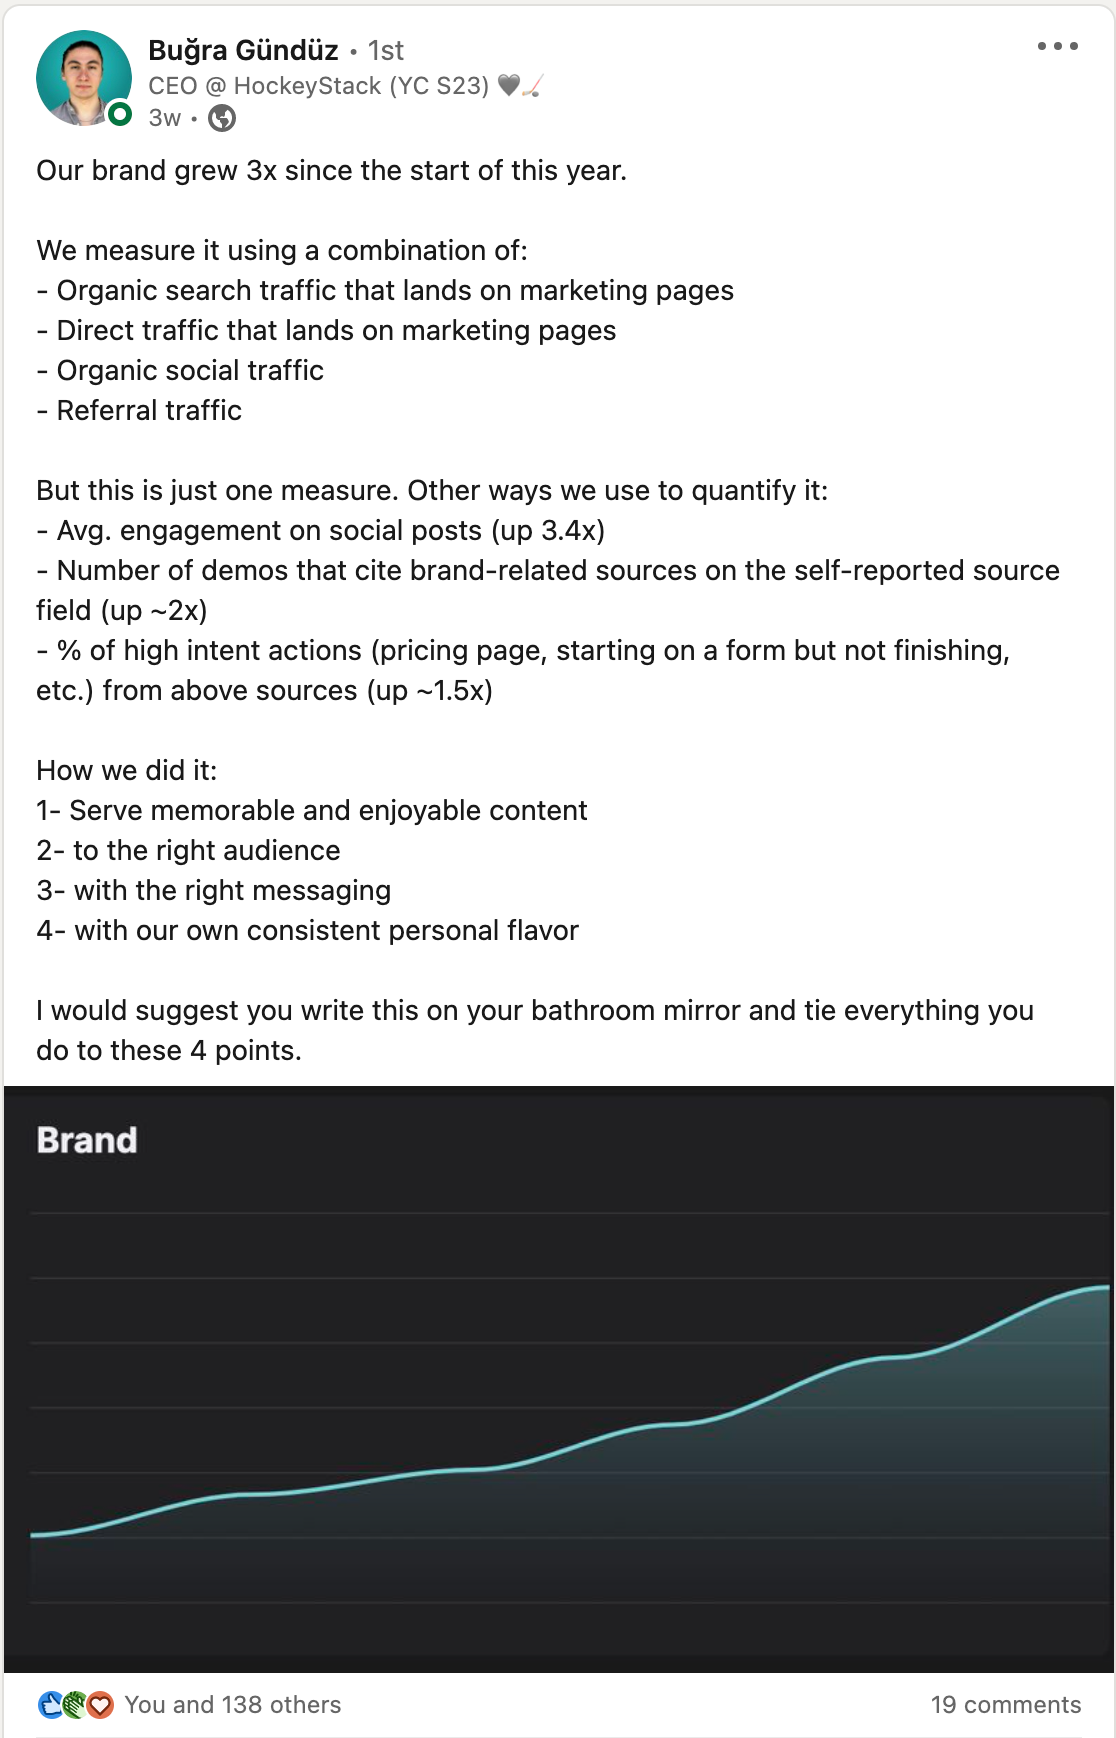 Buğra Gündüz • 1st
CEO @ HockeyStack (YC S23) 🖤🏒
3w •
Our brand grew 3x since the start of this year.
We measure it using a combination of:
- Organic search traffic that lands on marketing pages
- Direct traffic that lands on marketing pages
- Organic social traffic
- Referral traffic
But this is just one measure. Other ways we use to quantify it:
- Avg. engagement on social posts (up 3.4x)
- Number of demos that cite brand-related sources on the self-reported source
field (up ~2x)
- % of high intent actions (pricing page, starting on a form but not finishing,
etc.) from above sources (up ~1.5x)
How we did it:
1- Serve memorable and enjoyable content
2- to the right audience
3- with the right messaging
4- with our own consistent personal flavor
I would suggest you write this on your bathroom mirror and tie everything you
do to these 4 points.
Brand
You and 138 others
19 comments